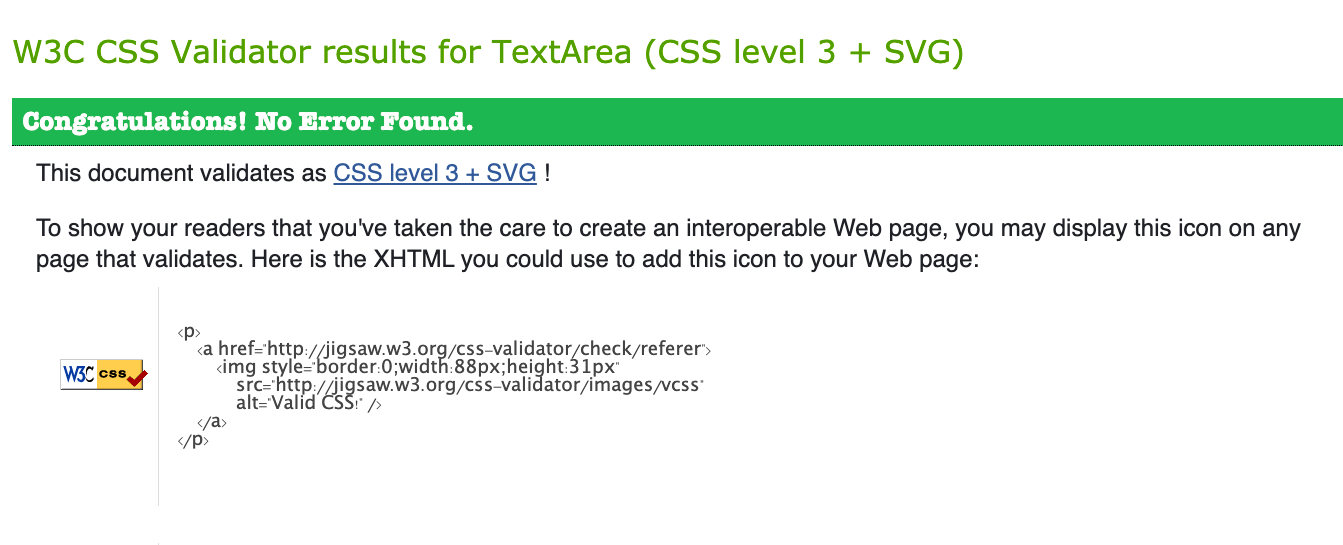 W3C CSS Validator results for TextArea (CSS level 3 + SVG)
Congratulations! No Error Found.
This document validates as CSS level 3 + SVG !
To show your readers that you've taken the care to create an interoperable Web page, you may display this icon on any
page that validates. Here is the XHTML you could use to add this icon to your Web page:
<p>
<a href="http://jigsaw.w3.org/css-validator/check/referer">
<img style="border:0;width:88px;height:31px"
src="http://jigsaw.w3.org/css-validator/images/vcss"
alt="Valid CSS!" />
</a>
</p>
W3C css